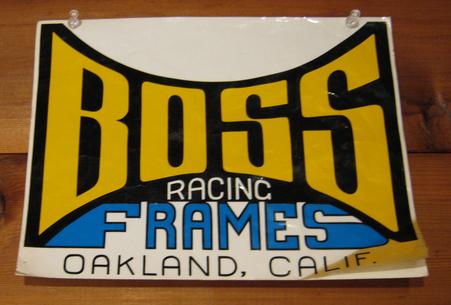 BOSS
RACING
FRAMES
OAKLAND, CALIF.